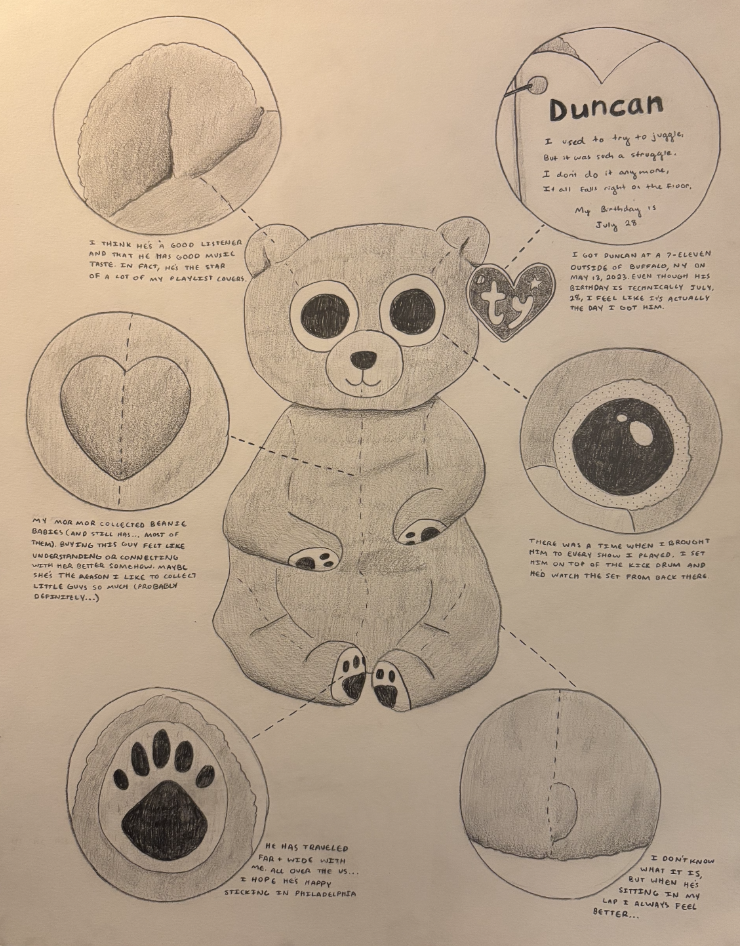 Duncan
I used to try to juggle,
But it was such a struggle.
I don't do it anymore,
It all falls right on the floor.
My Birthday is
July 28
I THINK HE'S A GOOD LISTENER
AND THAT HE HAS GOOD MUSIC
TASTE. IN FACT, HE'S THE STAR
OF A LOT OF MY PLAYLIST COVERS.
I GOT DUNCAN AT A 7-ELEVEN
OUTSIDE OF BUFFALO, NY ON
MAY 13, 2023. EVEN THOUGH HIS
BIRTHDAY IS TECHNICALLY JULY
28, I FEEL LIKE IT'S ACTUALLY
THE DAY I GOT HIM.
ty
MY MORMOR COLLECTED BEANIE
BABIES (AND STILL HAS... MOST OF
THEM). BUYING THIS GUY FELT LIKE
UNDERSTANDING OR CONNECTING
WITH HER BETTER SOMEHOW. MAYBE
SHE'S THE REASON I LIKE TO COLLECT
LITTLE GUYS SO MUCH (PROBABLY
DEFINITELY...)
THERE WAS A TIME WHEN I BROUGHT
HIM TO EVERY SHOW I PLAYED. I SET
HIM ON TOP OF THE KICK DRUM AND
HE'D WATCH THE SET FROM BACK THERE
HE HAS TRAVELED
FAR + WIDE WITH
ME. ALL OVER THE US...
I HOPE HE'S HAPPY
STICKING IN PHILADELPHIA
I DON'T KNOW
WHAT IT IS,
BUT WHEN HE'S
SITTING IN MY
LAP I ALWAYS FEEL
BETTER...